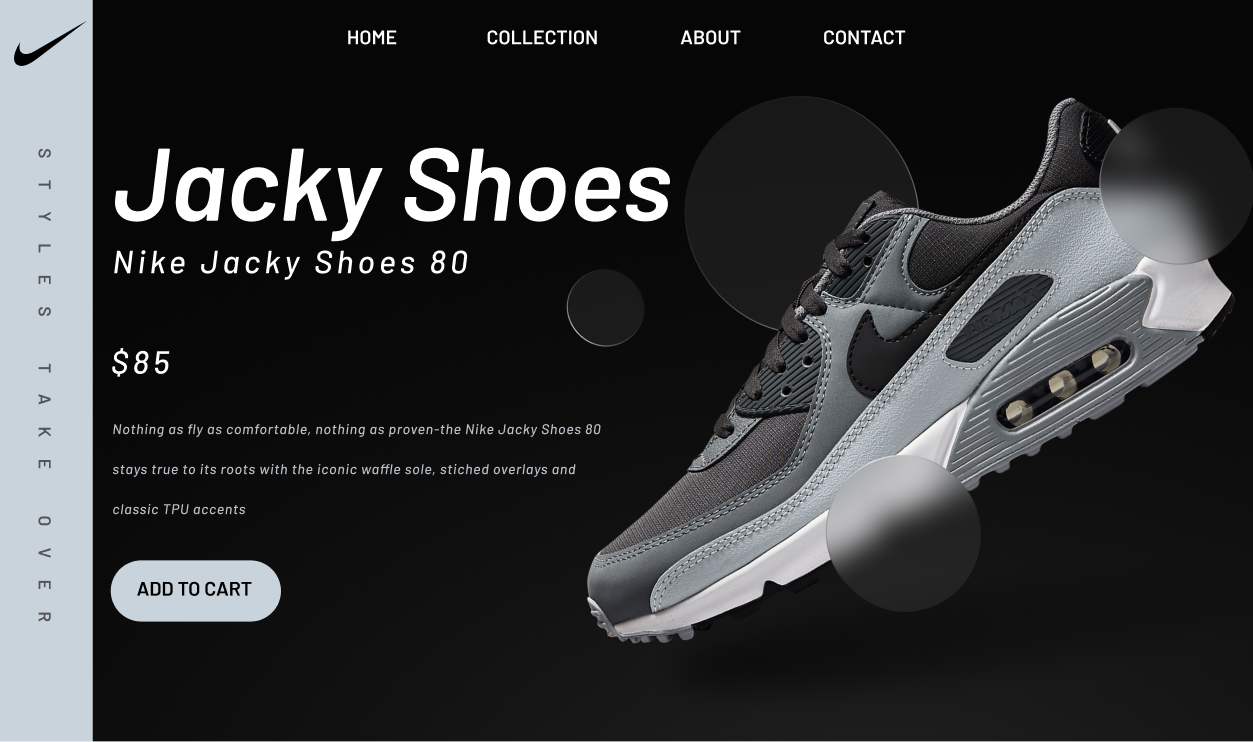 HOME COLLECTION ABOUT CONTACT
STYLES TAKE OVER
Jacky Shoes
Nike Jacky Shoes 80
$85
Nothing as fly as comfortable, nothing as proven-the Nike Jacky Shoes 80
stays true to its roots with the iconic waffle sole, stiched overlays and
classic TPU accents
ADD TO CART